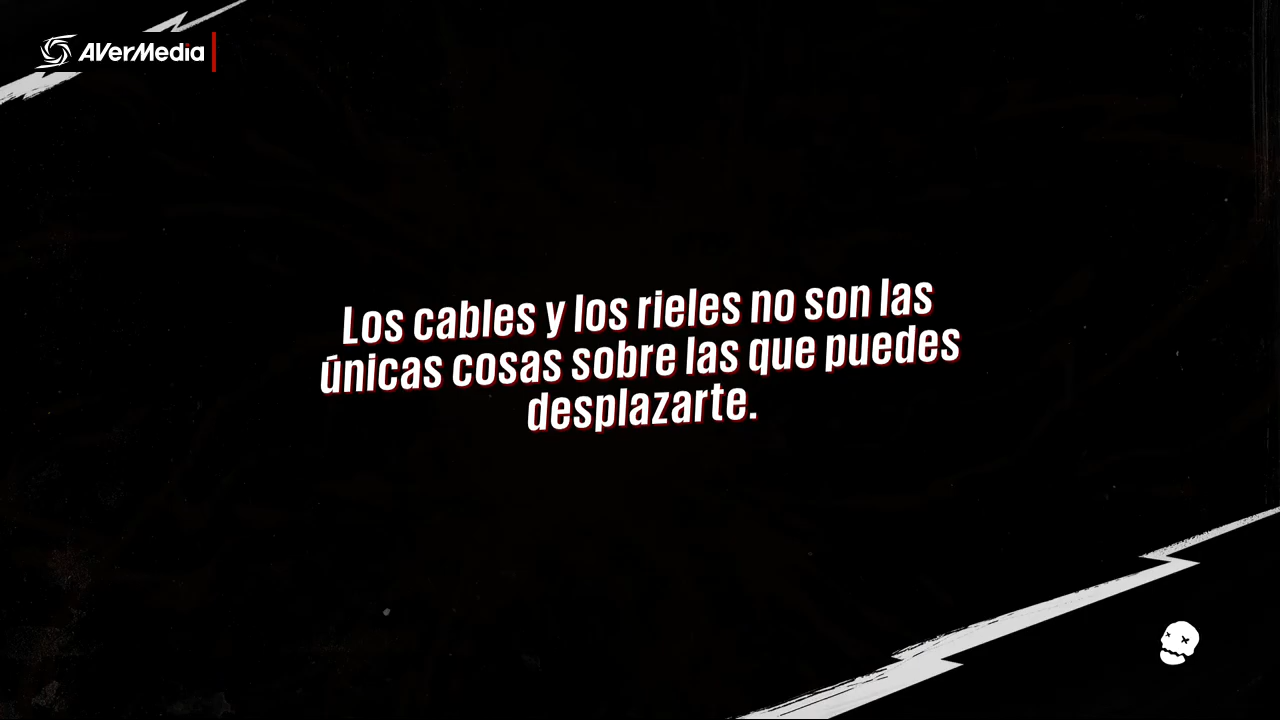 AVerMedia
Los cables y los rieles no son las
únicas cosas sobre las que puedes
desplazarte.